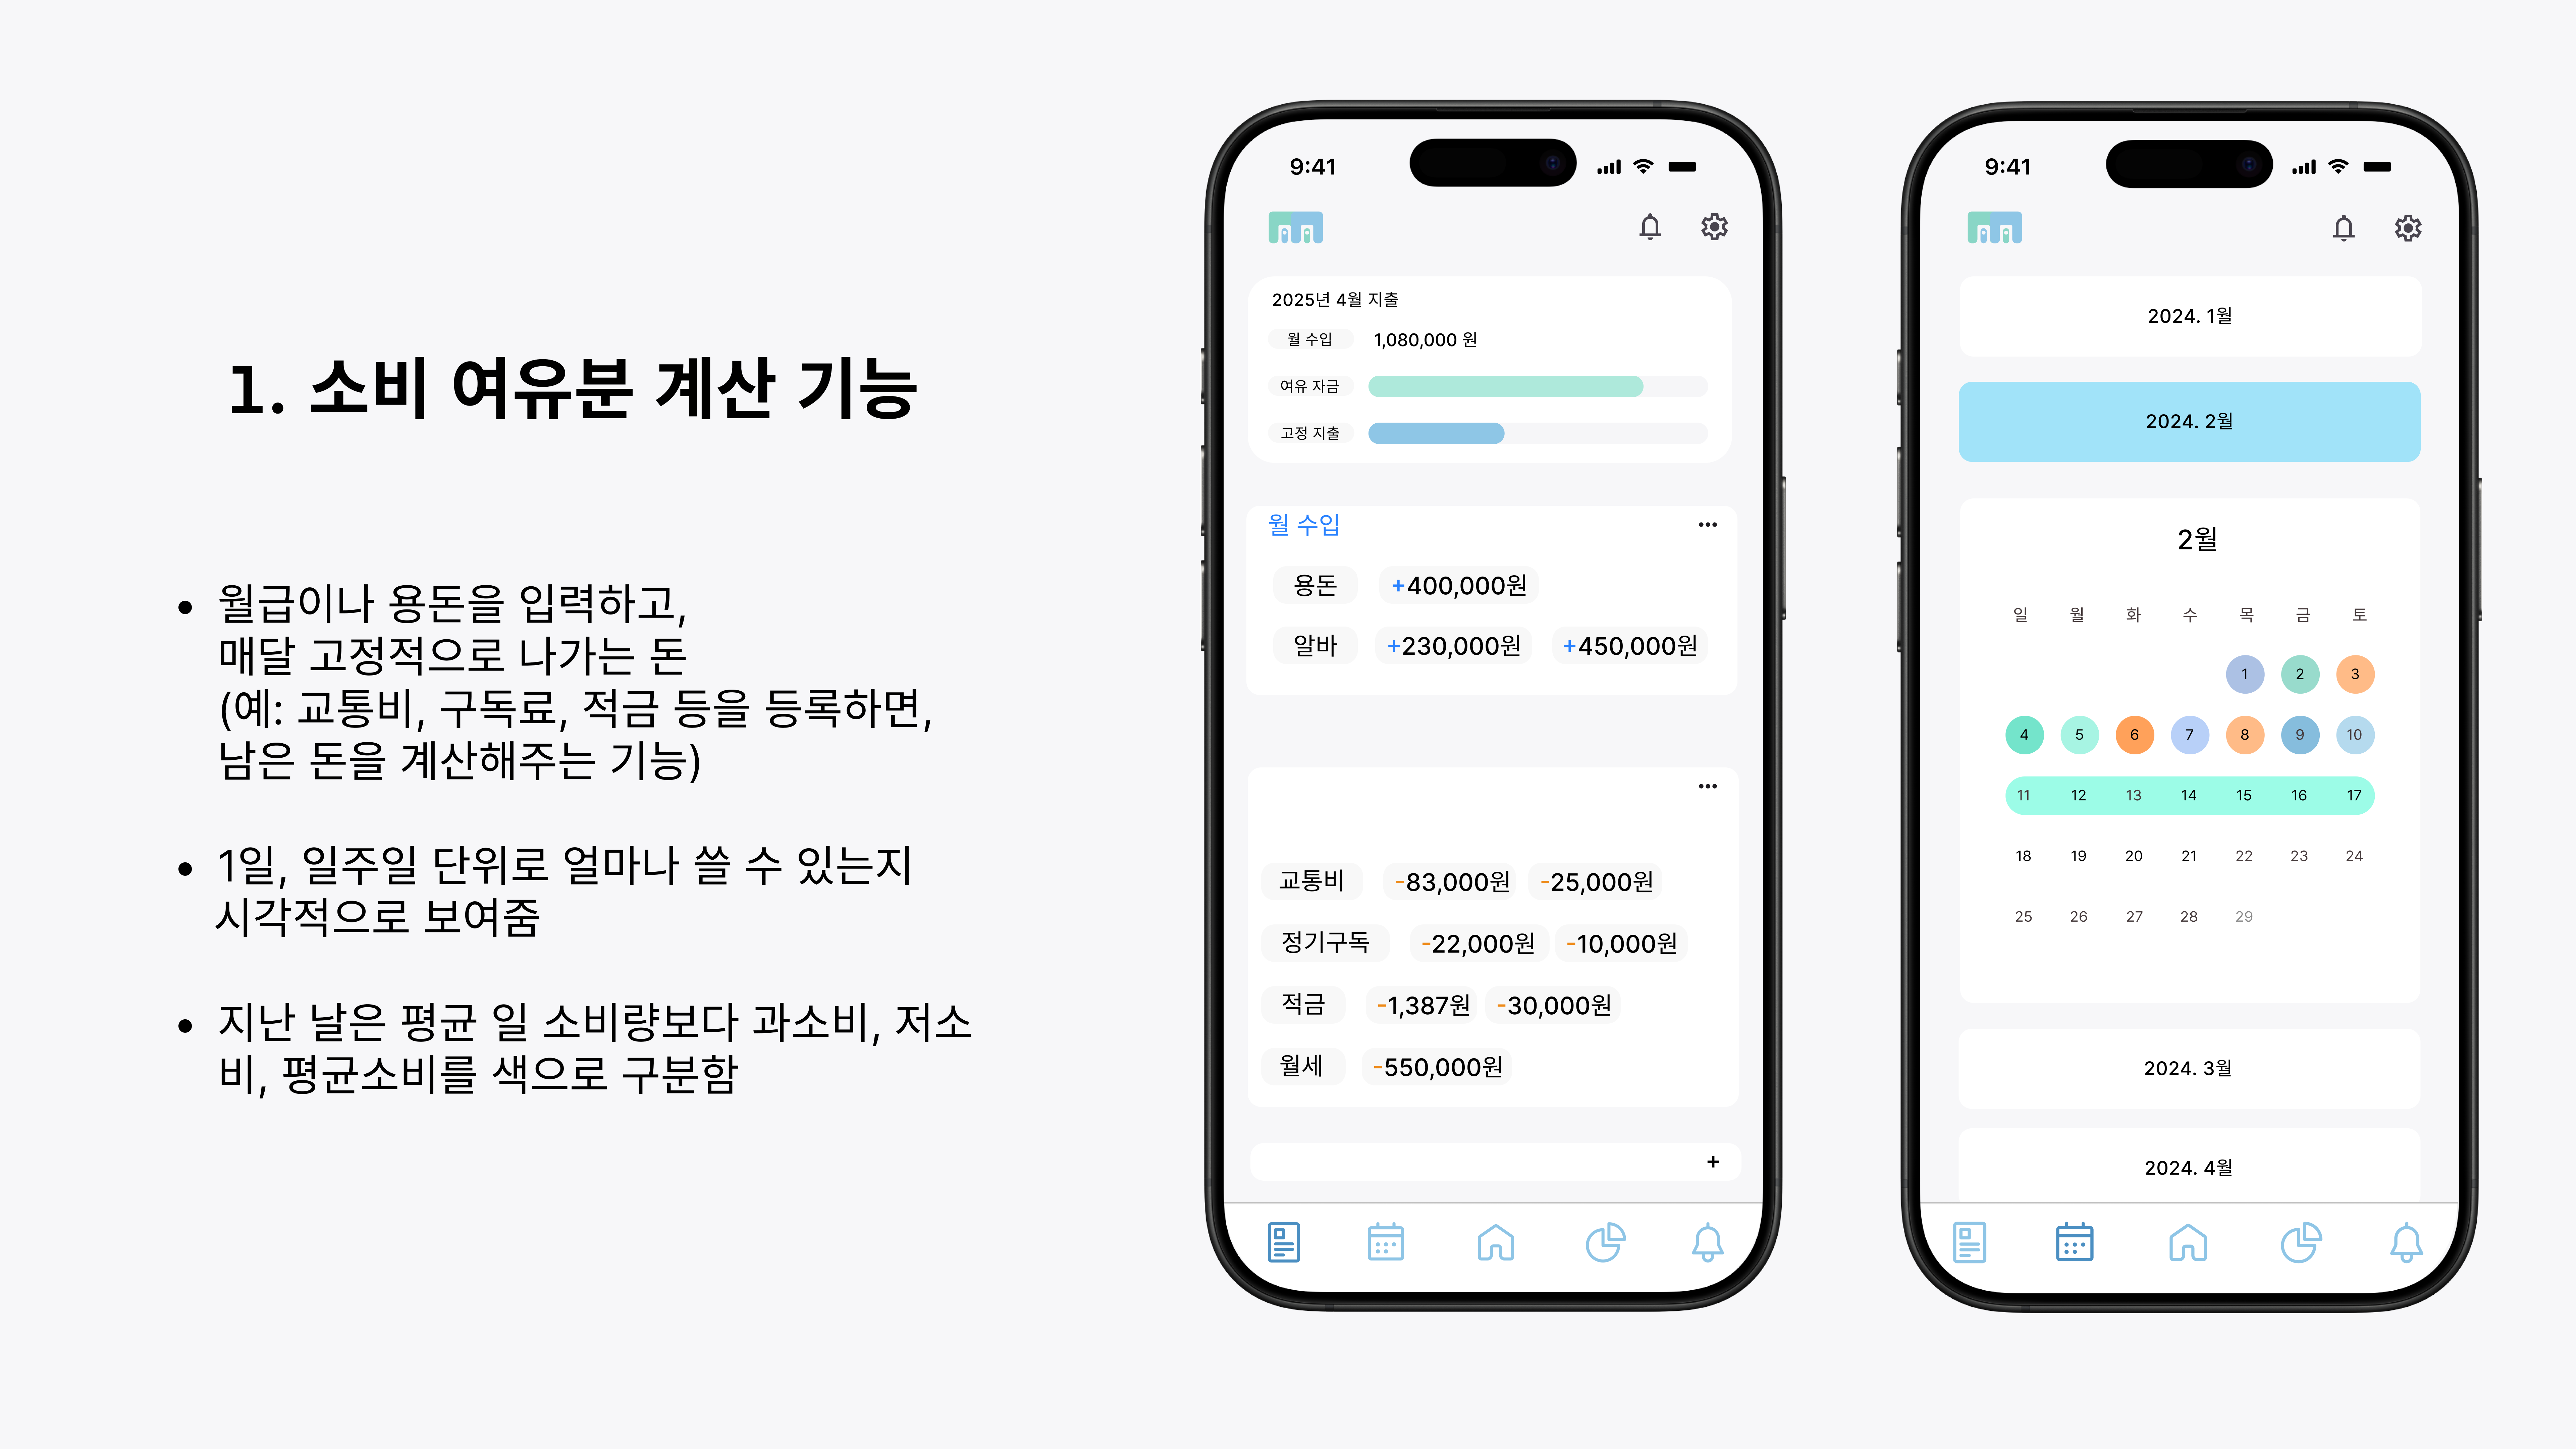 1. 소비 여유분 계산 기능
• 월급이나 용돈을 입력하고,
매달 고정적으로 나가는 돈
(예: 교통비, 구독료, 적금 등을 등록하면,
남은 돈을 계산해주는 기능)
• 1일, 일주일 단위로 얼마나 쓸 수 있는지
시각적으로 보여줌
• 지난 날은 평균 일 소비량보다 과소비, 저소
비, 평균소비를 색으로 구분함
9:41
2025년 4월 지출
월 수입 1,080,000 원
여유 자금
고정 지출
월 수입 •••
용돈 +400,000원
알바 +230,000원 +450,000원
•••
교통비 -83,000원 -25,000원
정기구독 -22,000원 -10,000원
적금 -1,387원 -30,000원
월세 -550,000원
+
9:41
2024. 1월
2024. 2월
2월
일 월 화 수 목 금 토
1 2 3
4 5 6 7 8 9 10
11 12 13 14 15 16 17
18 19 20 21 22 23 24
25 26 27 28 29
2024. 3월
2024. 4월